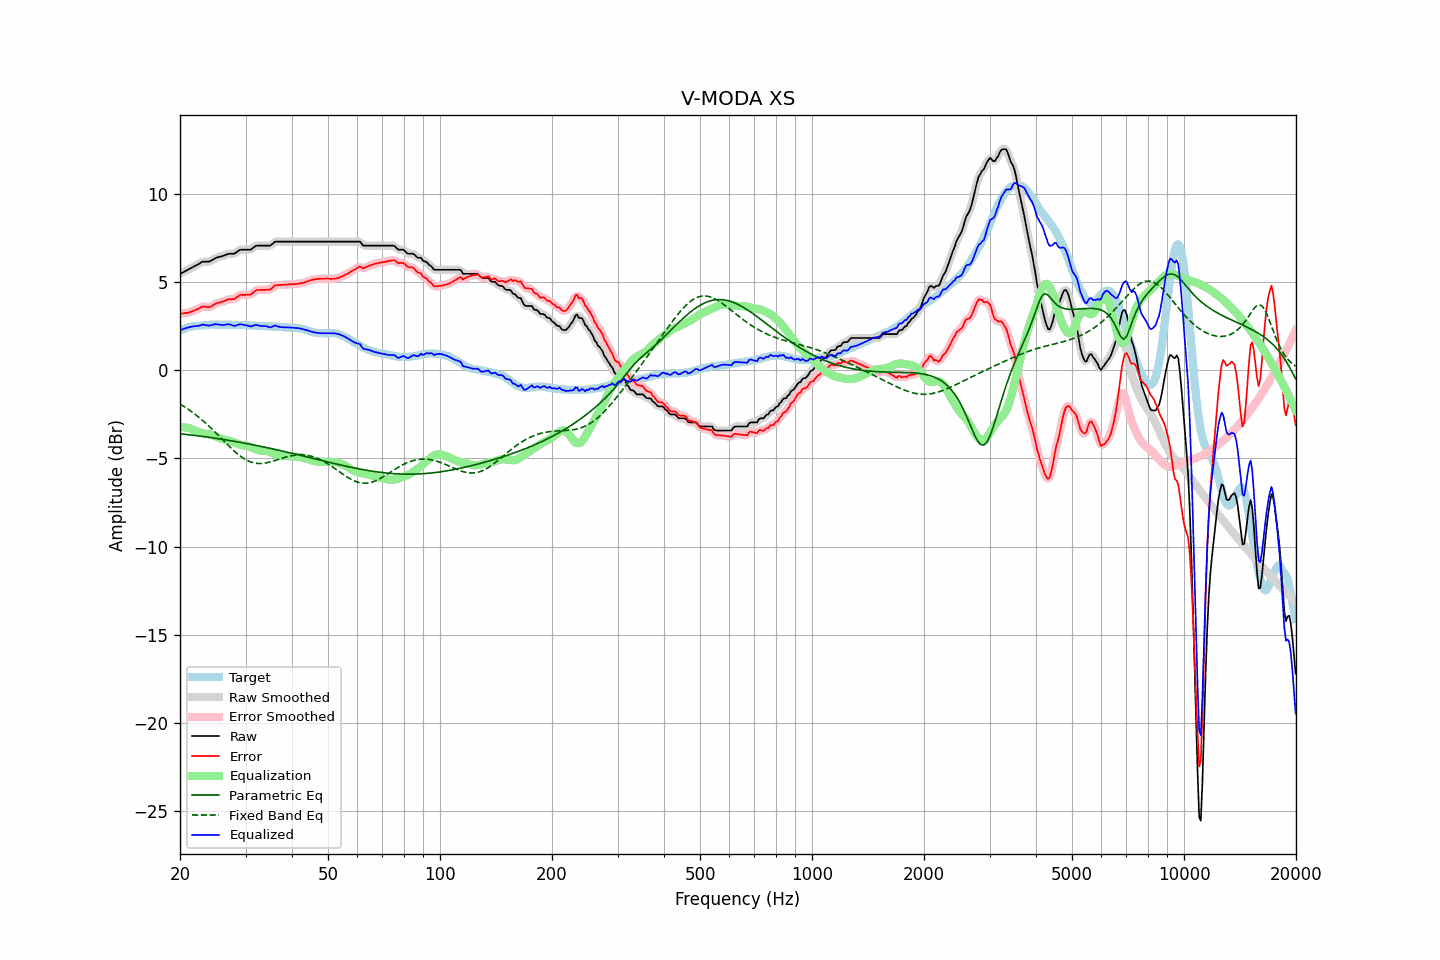 V-MODA XS
Amplitude (dBr)
10
5
0
−5
−10
−15
−20
−25
Target
Raw Smoothed
Error Smoothed
Raw
Error
Equalization
Parametric Eq
Fixed Band Eq
Equalized
20 50 100 200 500 1000 2000 5000 10000 20000
Frequency (Hz)